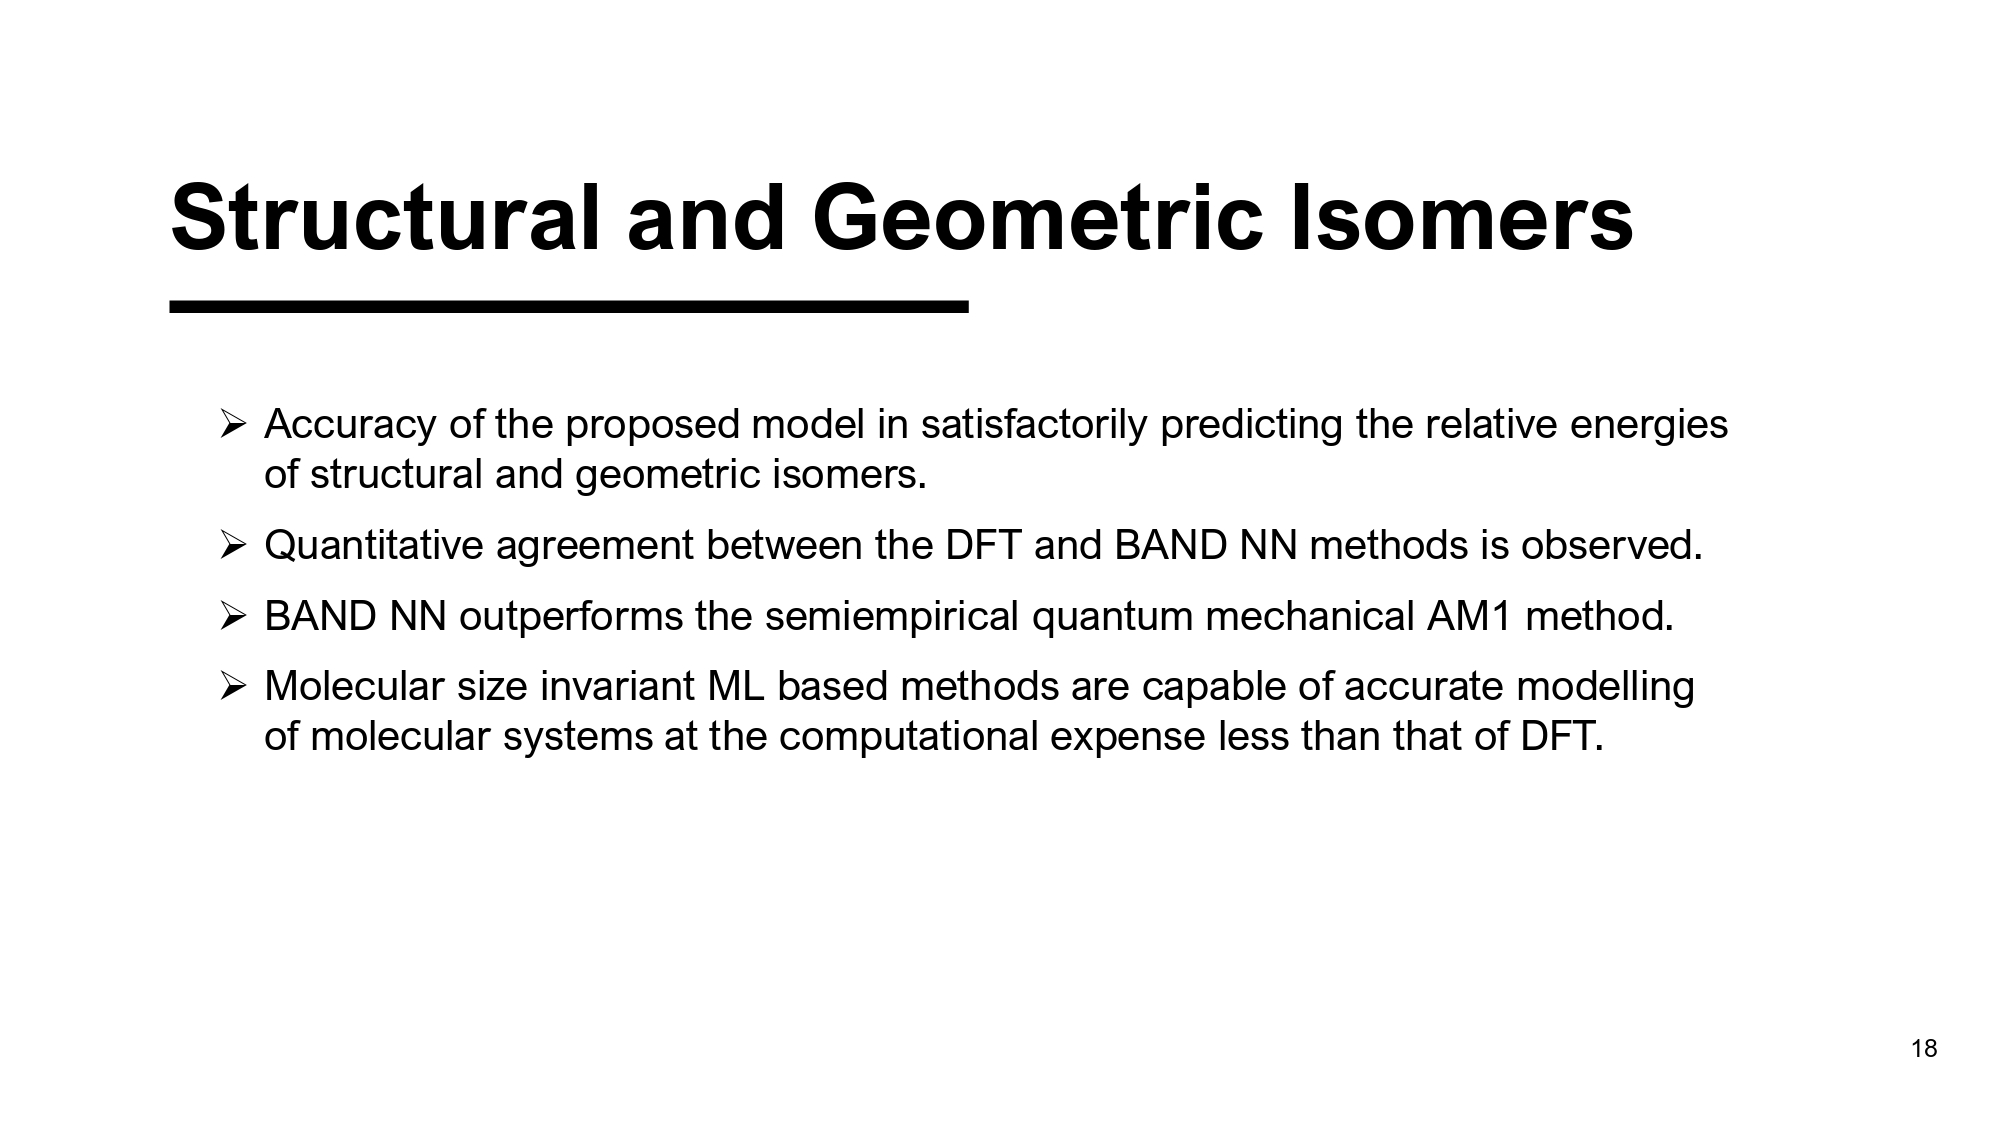 Structural and Geometric Isomers
➢ Accuracy of the proposed model in satisfactorily predicting the relative energies
of structural and geometric isomers.
➢ Quantitative agreement between the DFT and BAND NN methods is observed.
➢ BAND NN outperforms the semiempirical quantum mechanical AM1 method.
➢ Molecular size invariant ML based methods are capable of accurate modelling
of molecular systems at the computational expense less than that of DFT.
18